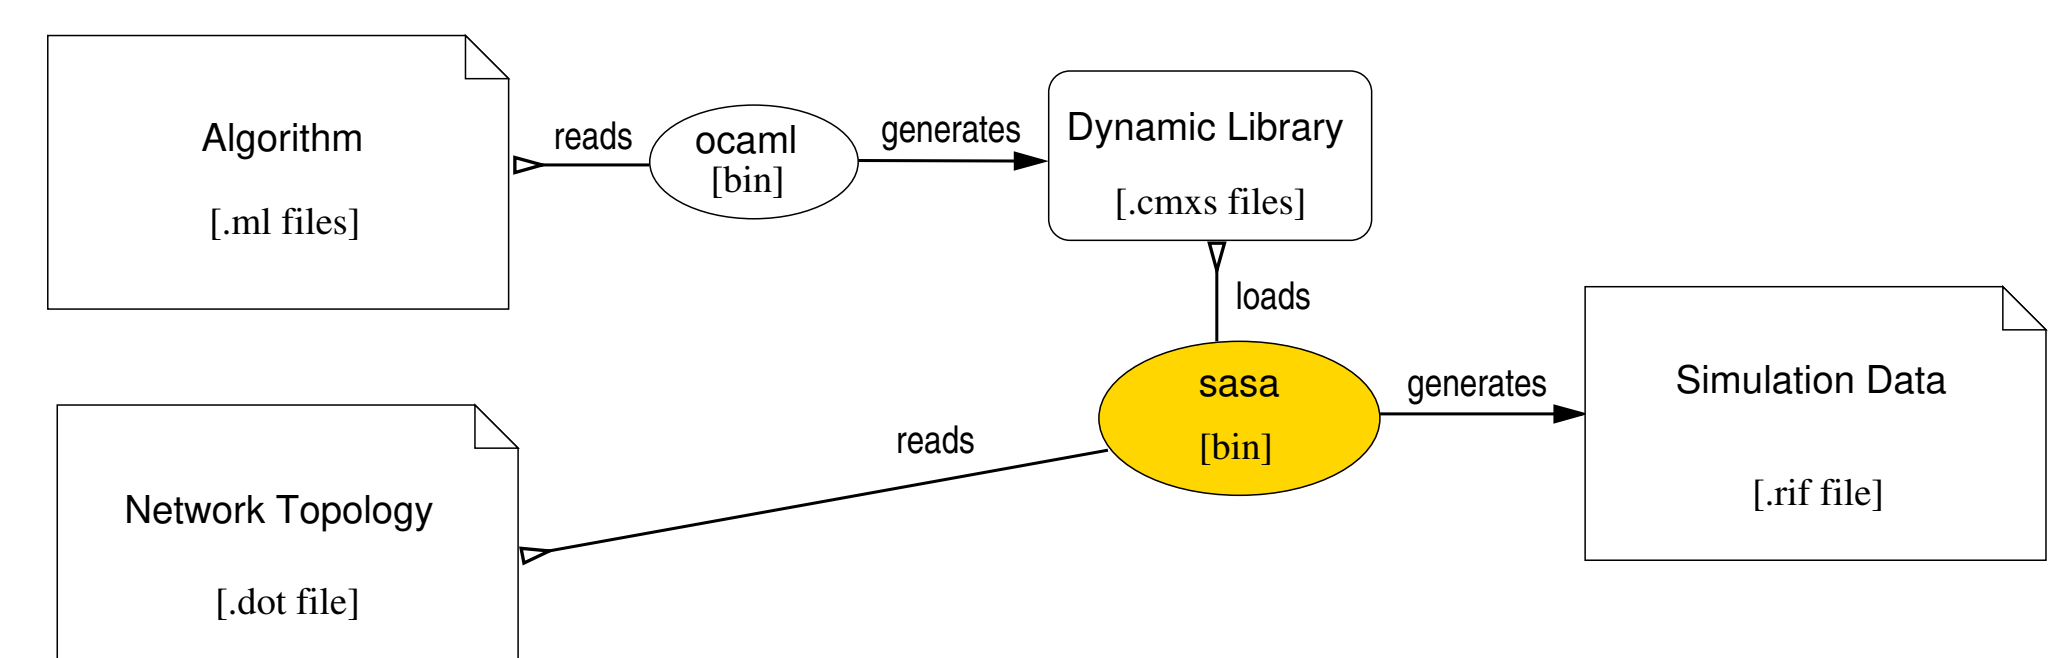 Algorithm
[.ml files]
reads
ocaml
[bin]
generates
Dynamic Library
[.cmxs files]
loads
sasa
[bin]
generates
Simulation Data
[.rif file]
reads
Network Topology
[.dot file]